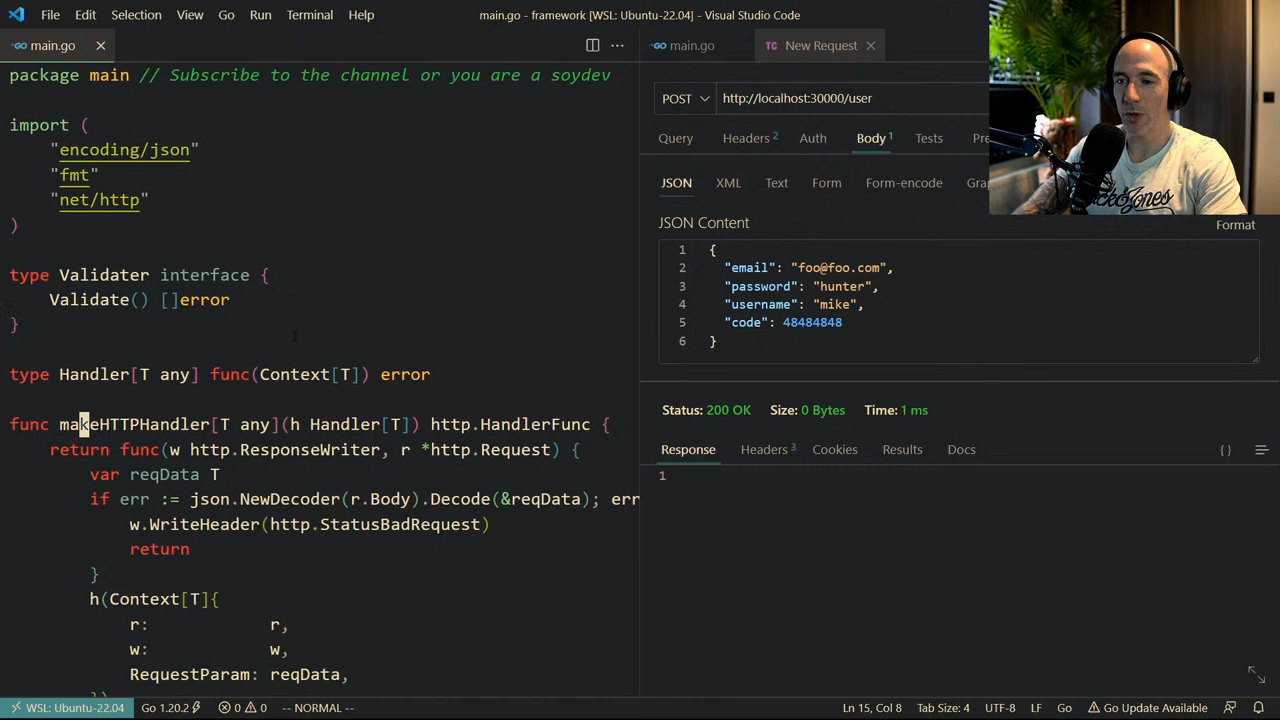 File Edit Selection View Go Run Terminal Help
main.go - framework [WSL: Ubuntu-22.04] - Visual Studio Code
main.go
package main // Subscribe to the channel or you are a soydev
import (
"encoding/json"
"fmt"
"net/http"
)
type Validater interface {
Validate() []error
}
type Handler[T any] func(Context[T]) error
func makeHTTPHandler[T any](h Handler[T]) http.HandlerFunc {
return func(w http.ResponseWriter, r *http.Request) {
var reqData T
if err := json.NewDecoder(r.Body).Decode(&reqData); err
w.WriteHeader(http.StatusBadRequest)
return
}
h(Context[T]{
r: r,
w: w,
RequestParam: reqData,
})
main.go
TC New Request
POST http://localhost:30000/user
Query Headers 2 Auth Body 1 Tests Pre
JSON XML Text Form Form-encode Gra
JSON Content
Format
1 {
2 "email": "foo@foo.com",
3 "password": "hunter",
4 "username": "mike",
5 "code": 48484848
6 }
Status: 200 OK Size: 0 Bytes Time: 1 ms
Response Headers 3 Cookies Results Docs
{ }
1
WSL: Ubuntu-22.04 Go 1.20.2 0 0 -- NORMAL -- Ln 15, Col 8 Tab Size: 4 UTF-8 LF Go Go Update Available